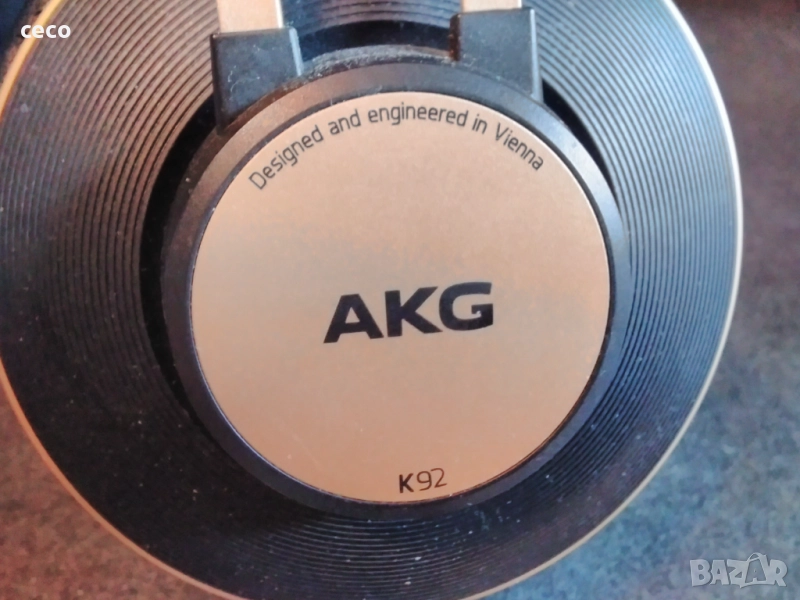 ceco
Designed and engineered in Vienna
AKG
K92
BAZAR